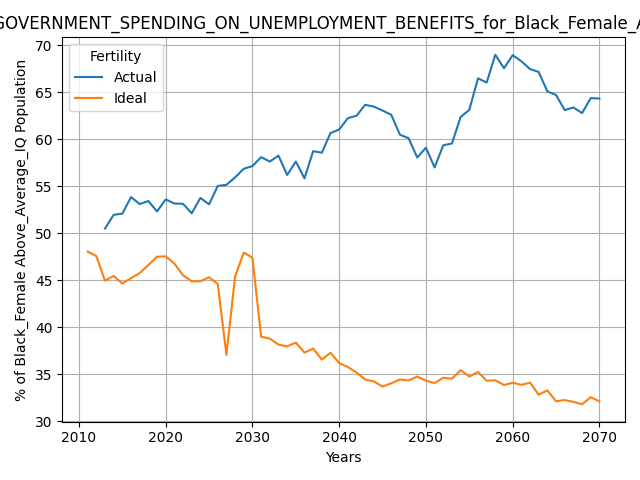 GOVERNMENT_SPENDING_ON_UNEMPLOYMENT_BENEFITS_for_Black_Female_A
Fertility
Actual
Ideal
% of Black_Female Above_Average_IQ Population
70
65
60
55
50
45
40
35
30
2010 2020 2030 2040 2050 2060 2070
Years